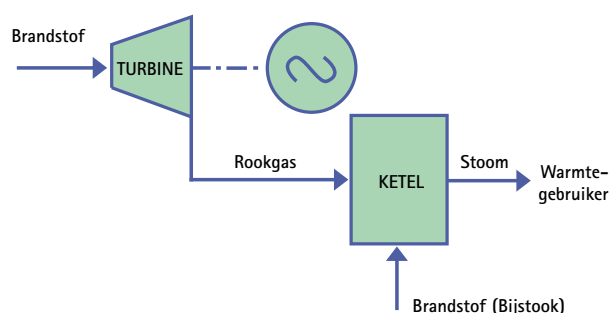 Brandstof
TURBINE
Rookgas
KETEL
Stoom
Warmte-
gebruiker
Brandstof (Bijstook)